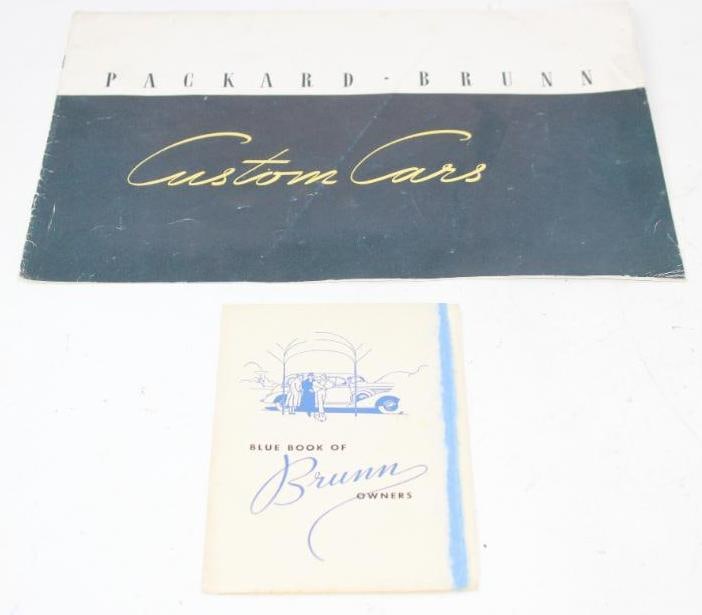 PACKARD - BRUNN
Custom Cars
BLUE BOOK OF
Brunn
OWNERS